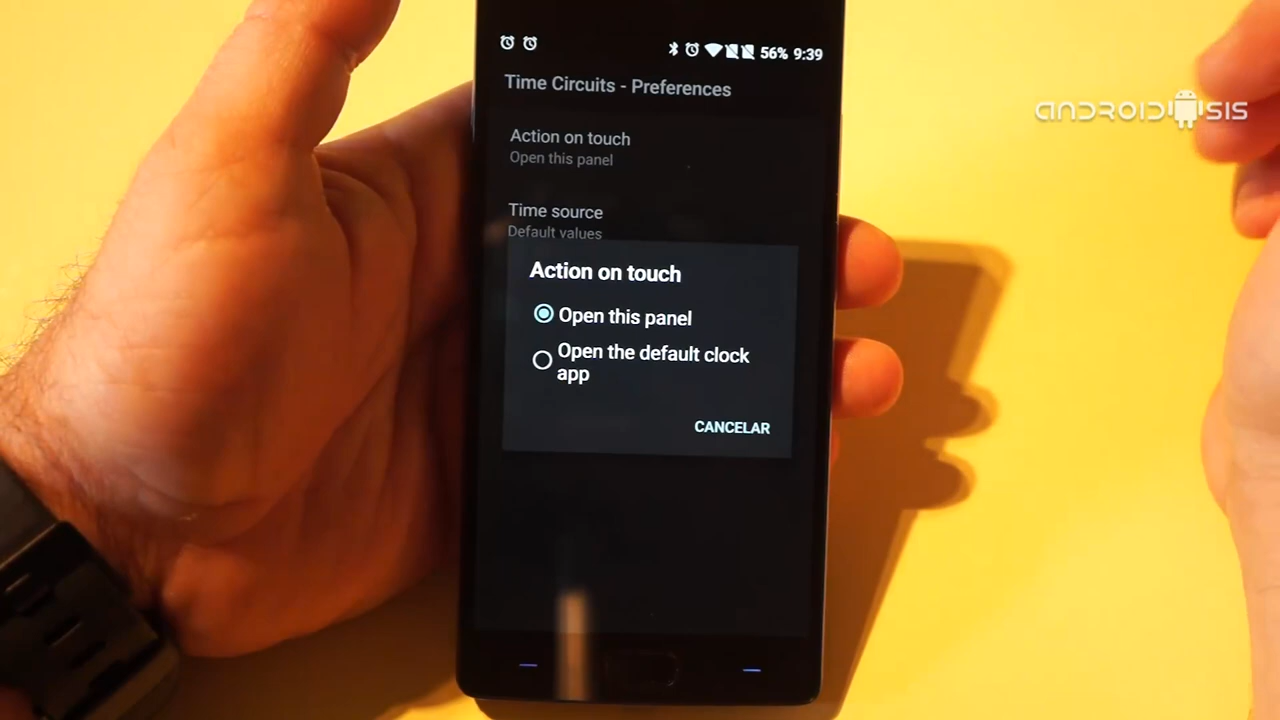 56% 9:39
Time Circuits - Preferences
ANDROIDSIS
Action on touch
Open this panel
Time source
Default values
Action on touch
Open this panel
Open the default clock
app
CANCELAR